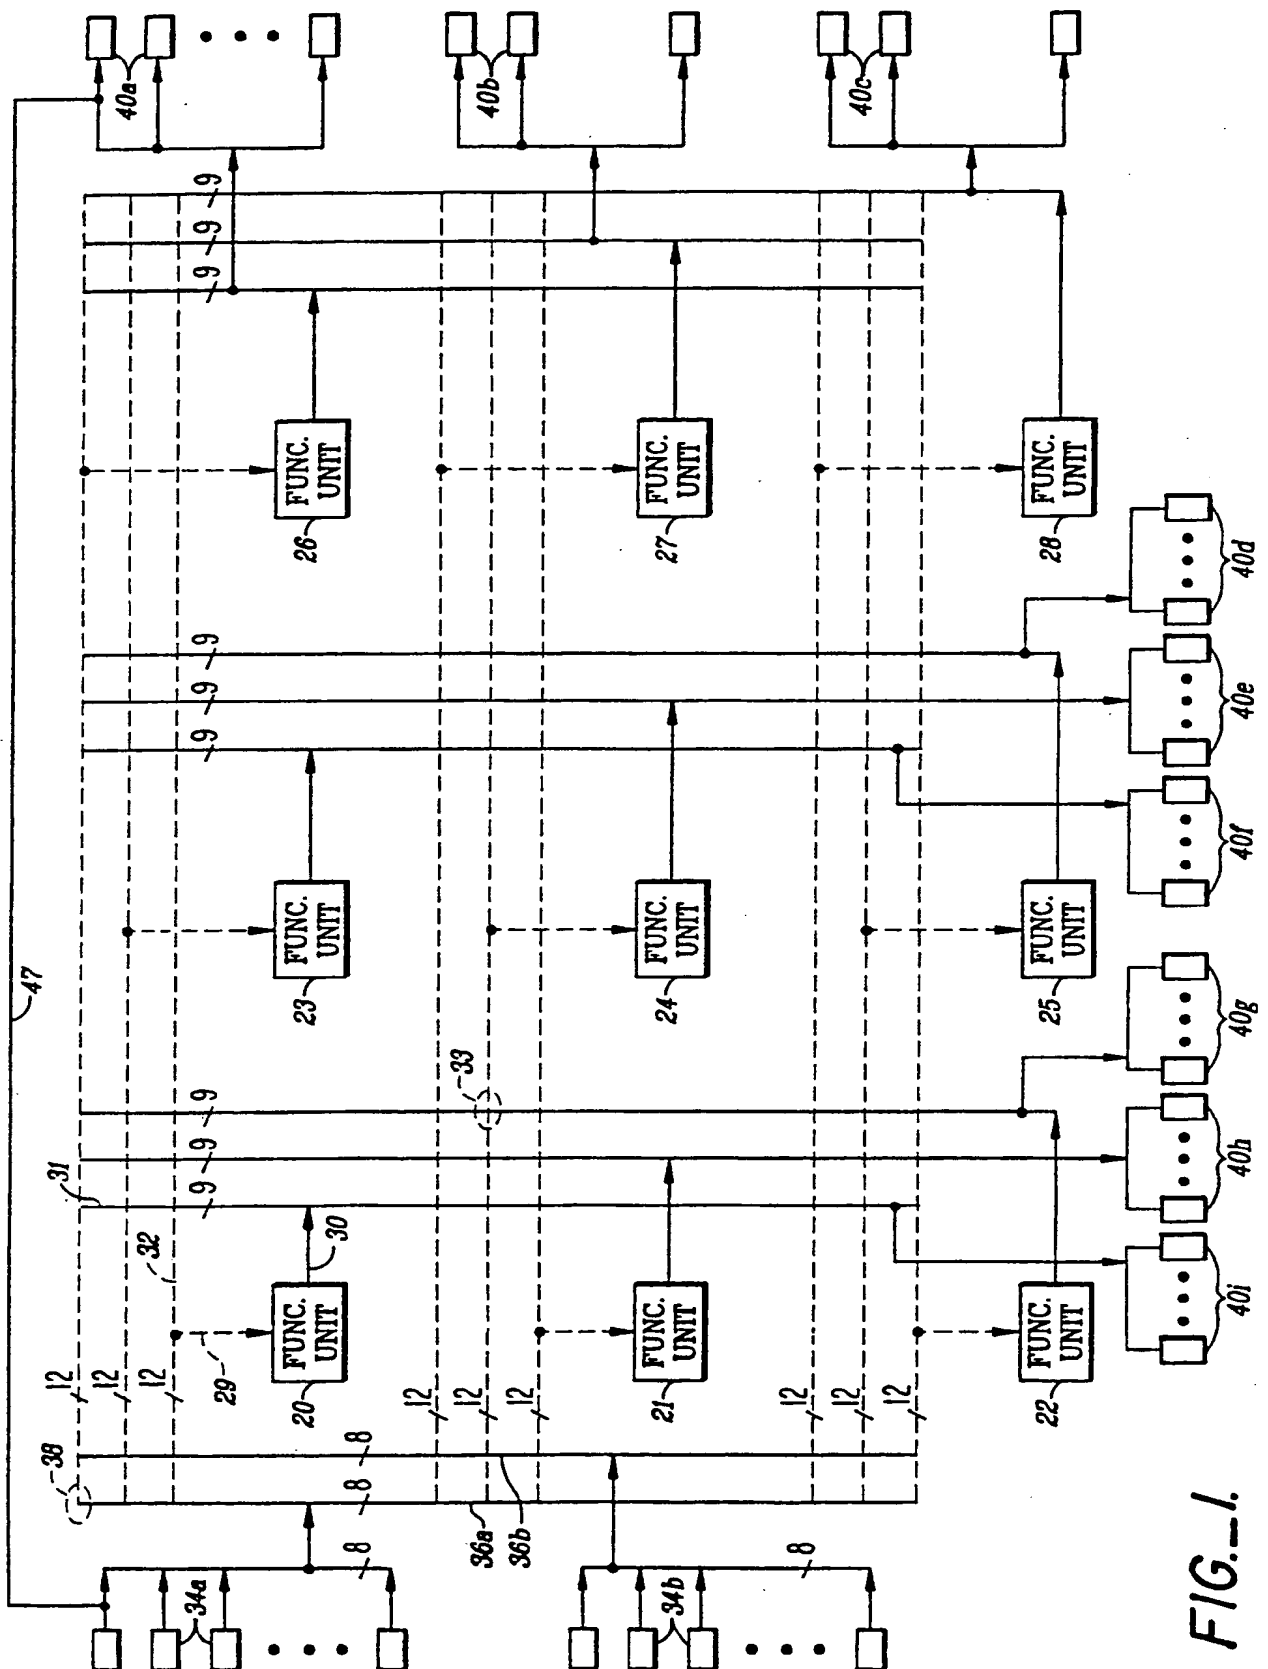 47
38
12
31
12
40a
12
32
34a
9 9 9 9 9 9 9 9 9
29
FUNC.
UNIT
20
FUNC.
UNIT
23
FUNC.
UNIT
26
30
8 8 8
12
33
12
36a
40b
36b
12
FUNC.
UNIT
21
FUNC.
UNIT
24
FUNC.
UNIT
27
34b
8
12
12
40c
12
FUNC.
UNIT
22
FUNC.
UNIT
25
FUNC.
UNIT
28
40i 40h 40g 40f 40e 40d
FIG._1.